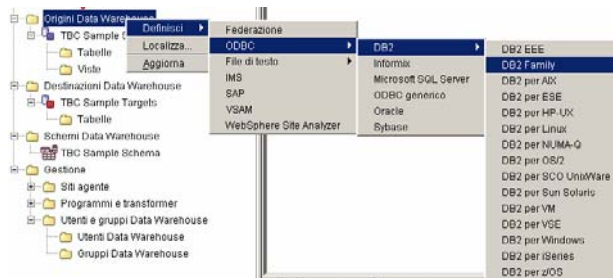 Origini Data Warehouse
TBC Sample S
Tabelle
Viste
Destinazioni Data Warehouse
TBC Sample Targets
Tabelle
Schemi Data Warehouse
TBC Sample Schema
Gestione
Siti agente
Programmi e transformer
Utenti e gruppi Data Warehouse
Utenti Data Warehouse
Gruppi Data Warehouse
Definisci
Localizza...
Aggiorna
Federazione
ODBC
File di testo
IMS
SAP
VSAM
WebSphere Site Analyzer
DB2
Informix
Microsoft SQL Server
ODBC generico
Oracle
Sybase
DB2 EEE
DB2 Family
DB2 per AIX
DB2 per ESE
DB2 per HP-UX
DB2 per Linux
DB2 per NUMA-Q
DB2 per OS/2
DB2 per SCO UnixWare
DB2 per Sun Solaris
DB2 per VM
DB2 per VSE
DB2 per Windows
DB2 per iSeries
DB2 per z/OS